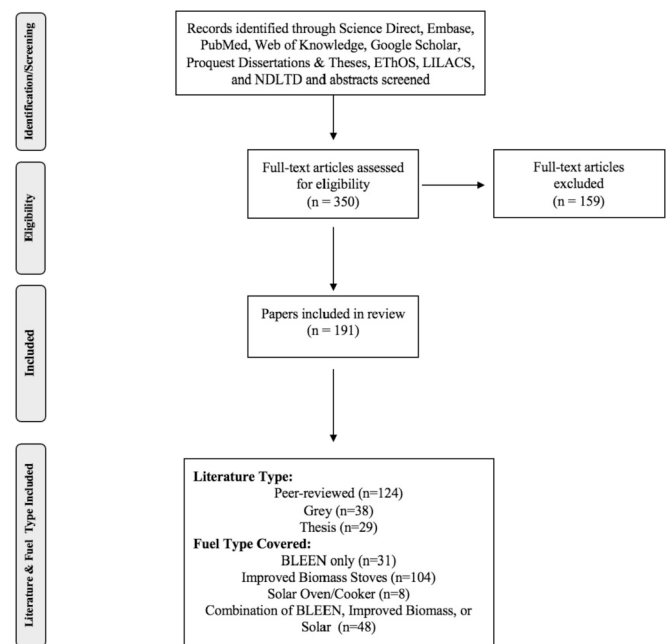 Identification/Screening
Records identified through Science Direct, Embase,
PubMed, Web of Knowledge, Google Scholar,
Proquest Dissertations & Theses, EThOS, LILACS,
and NDLTD and abstracts screened
Eligibility
Full-text articles assessed
for eligibility
(n = 350)
Full-text articles
excluded
(n = 159)
Included
Papers included in review
(n = 191)
Literature & Fuel Type Included
Literature Type:
Peer-reviewed (n=124)
Grey (n=38)
Thesis (n=29)
Fuel Type Covered:
BLEEN only (n=31)
Improved Biomass Stoves (n=104)
Solar Oven/Cooker (n=8)
Combination of BLEEN, Improved Biomass, or
Solar (n=48)